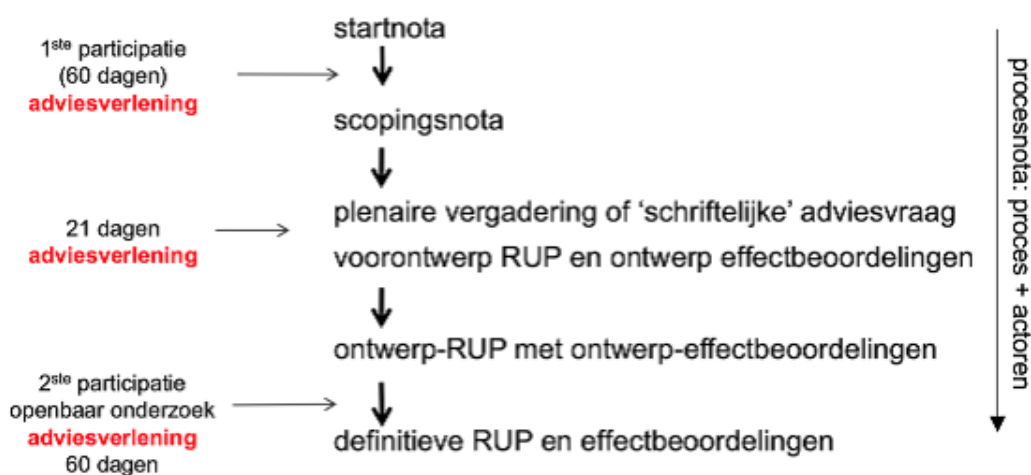 startnota
1ste participatie
(60 dagen)
adviesverlening
scopingsnota
plenaire vergadering of ‘schriftelijke’ adviesvraag
21 dagen
adviesverlening
voorontwerp RUP en ontwerp effectbeoordelingen
ontwerp-RUP met ontwerp-effectbeoordelingen
2ste participatie
openbaar onderzoek
adviesverlening
60 dagen
definitieve RUP en effectbeoordelingen
procesnota: proces + actoren